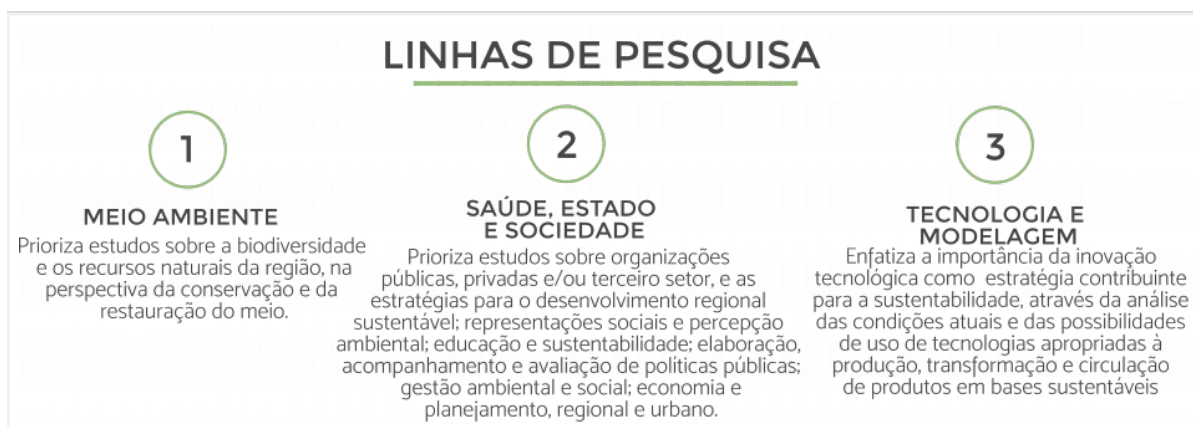 LINHAS DE PESQUISA
1
MEIO AMBIENTE
Prioriza estudos sobre a biodiversidade
e os recursos naturais da região, na
perspectiva da conservação e da
restauração do meio.
2
SAÚDE, ESTADO
E SOCIEDADE
Prioriza estudos sobre organizações
públicas, privadas e/ou terceiro setor, e as
estratégias para o desenvolvimento regional
sustentável; representações sociais e percepção
ambiental; educação e sustentabilidade; elaboração,
acompanhamento e avaliação de políticas públicas;
gestão ambiental e social; economia e
planejamento, regional e urbano.
3
TECNOLOGIA E
MODELAGEM
Enfatiza a importância da inovação
tecnológica como estratégia contribuinte
para a sustentabilidade, através da análise
das condições atuais e das possibilidades
de uso de tecnologias apropriadas à
produção, transformação e circulação
de produtos em bases sustentáveis